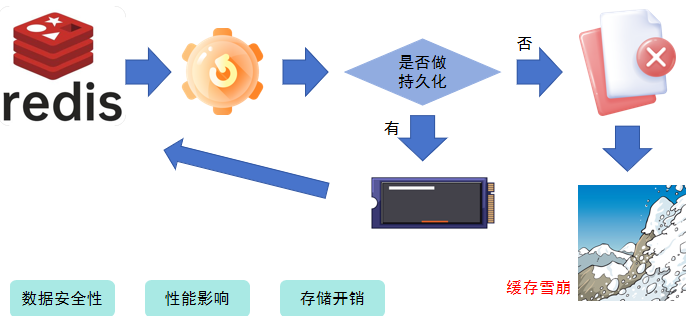 redis
是否做
持久化
否
有
缓存雪崩
数据安全性
性能影响
存储开销